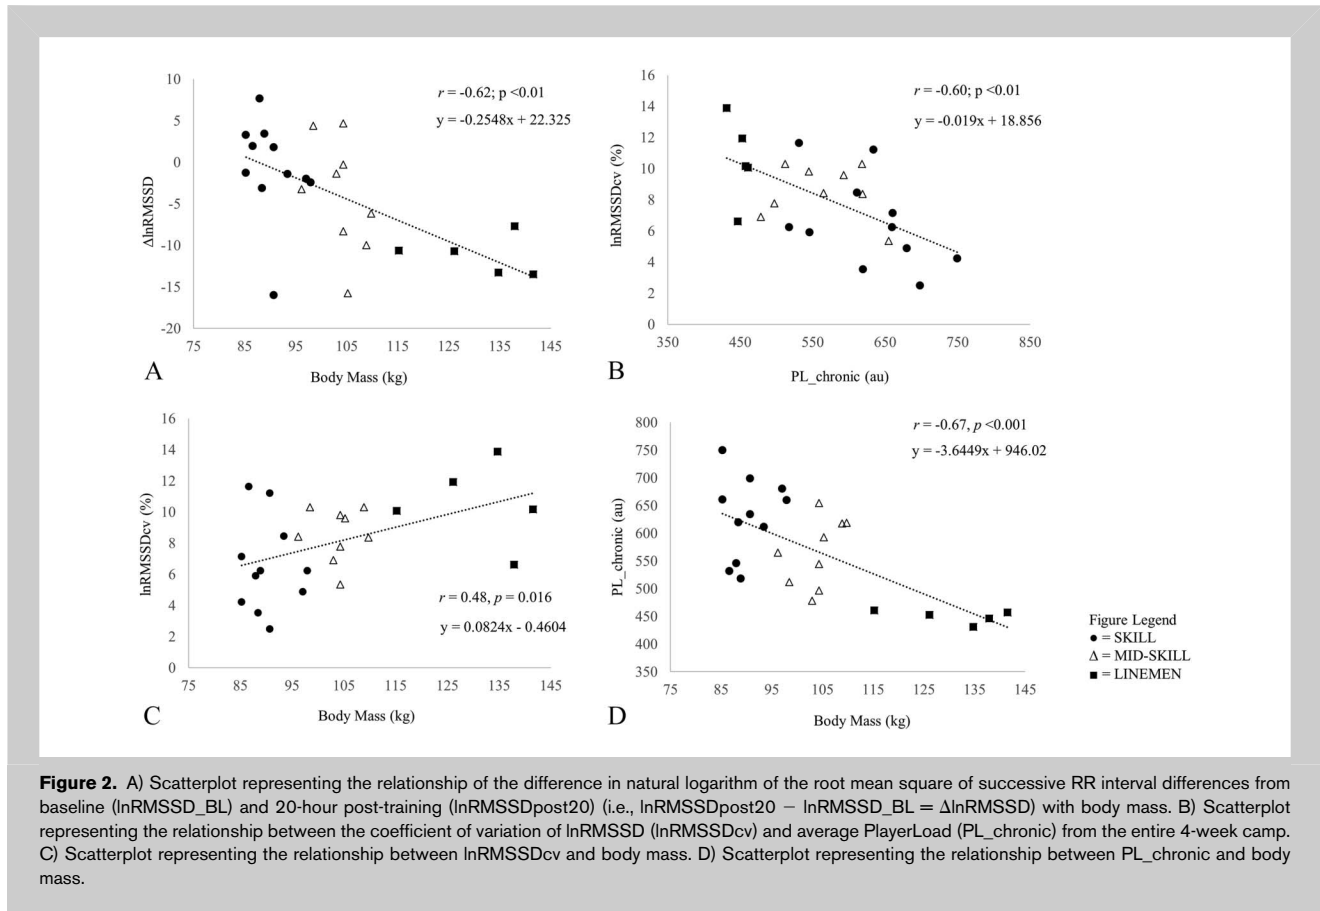 10
5
0
-5
-10
-15
-20
ΔlnRMSSD
75 85 95 105 115 125 135 145
Body Mass (kg)
A
r = -0.62; p <0.01
y = -0.2548x + 22.325
16
14
12
10
8
6
4
2
0
lnRMSSDcv (%)
350 450 550 650 750 850
PL_chronic (au)
B
r = -0.60; p <0.01
y = -0.019x + 18.856
16
14
12
10
8
6
4
2
0
lnRMSSDcv (%)
75 85 95 105 115 125 135 145
Body Mass (kg)
C
r = 0.48, p = 0.016
y = 0.0824x - 0.4604
800
750
700
650
600
550
500
450
400
350
PL_chronic (au)
75 85 95 105 115 125 135 145
Body Mass (kg)
D
r = -0.67, p <0.001
y = -3.6449x + 946.02
Figure Legend
● = SKILL
△ = MID-SKILL
■ = LINEMEN
Figure 2. A) Scatterplot representing the relationship of the difference in natural logarithm of the root mean square of successive RR interval differences from
baseline (lnRMSSD_BL) and 20-hour post-training (lnRMSSDpost20) (i.e., lnRMSSDpost20 − lnRMSSD_BL = ΔlnRMSSD) with body mass. B) Scatterplot
representing the relationship between the coefficient of variation of lnRMSSD (lnRMSSDcv) and average PlayerLoad (PL_chronic) from the entire 4-week camp.
C) Scatterplot representing the relationship between lnRMSSDcv and body mass. D) Scatterplot representing the relationship between PL_chronic and body
mass.